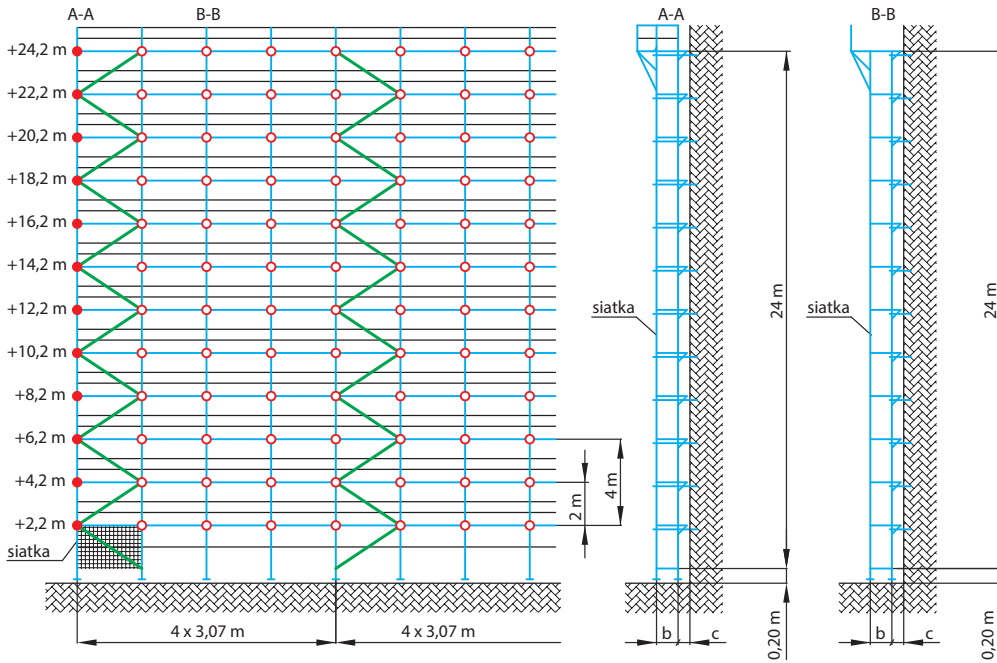 A-A
B-B
+24,2 m
+22,2 m
+20,2 m
+18,2 m
+16,2 m
+14,2 m
+12,2 m
+10,2 m
+8,2 m
+6,2 m
+4,2 m
+2,2 m
siatka
4 x 3,07 m
4 x 3,07 m
2 m
4 m
A-A
siatka
24 m
b
c
0,20 m
B-B
siatka
24 m
b
c
0,20 m